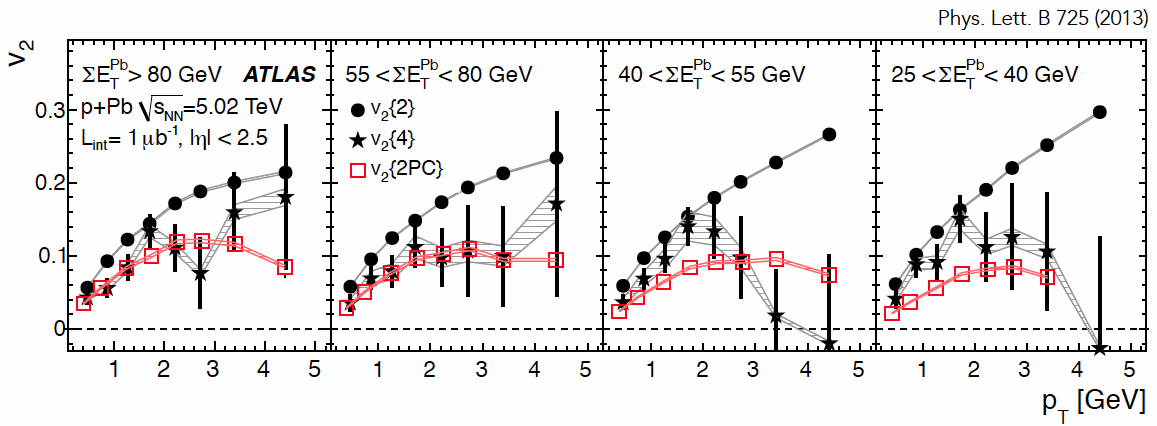 Phys. Lett. B 725 (2013)
v₂
ΣE_T^Pb > 80 GeV ATLAS
p+Pb √s_NN=5.02 TeV
L_int= 1 μb⁻¹, |η| < 2.5
55 <ΣE_T^Pb< 80 GeV
v₂{2}
v₂{4}
v₂{2PC}
40 <ΣE_T^Pb< 55 GeV
25 <ΣE_T^Pb< 40 GeV
0.3
0.2
0.1
0
1 2 3 4 5 1 2 3 4 5 1 2 3 4 5 1 2 3 4 5
p_T [GeV]